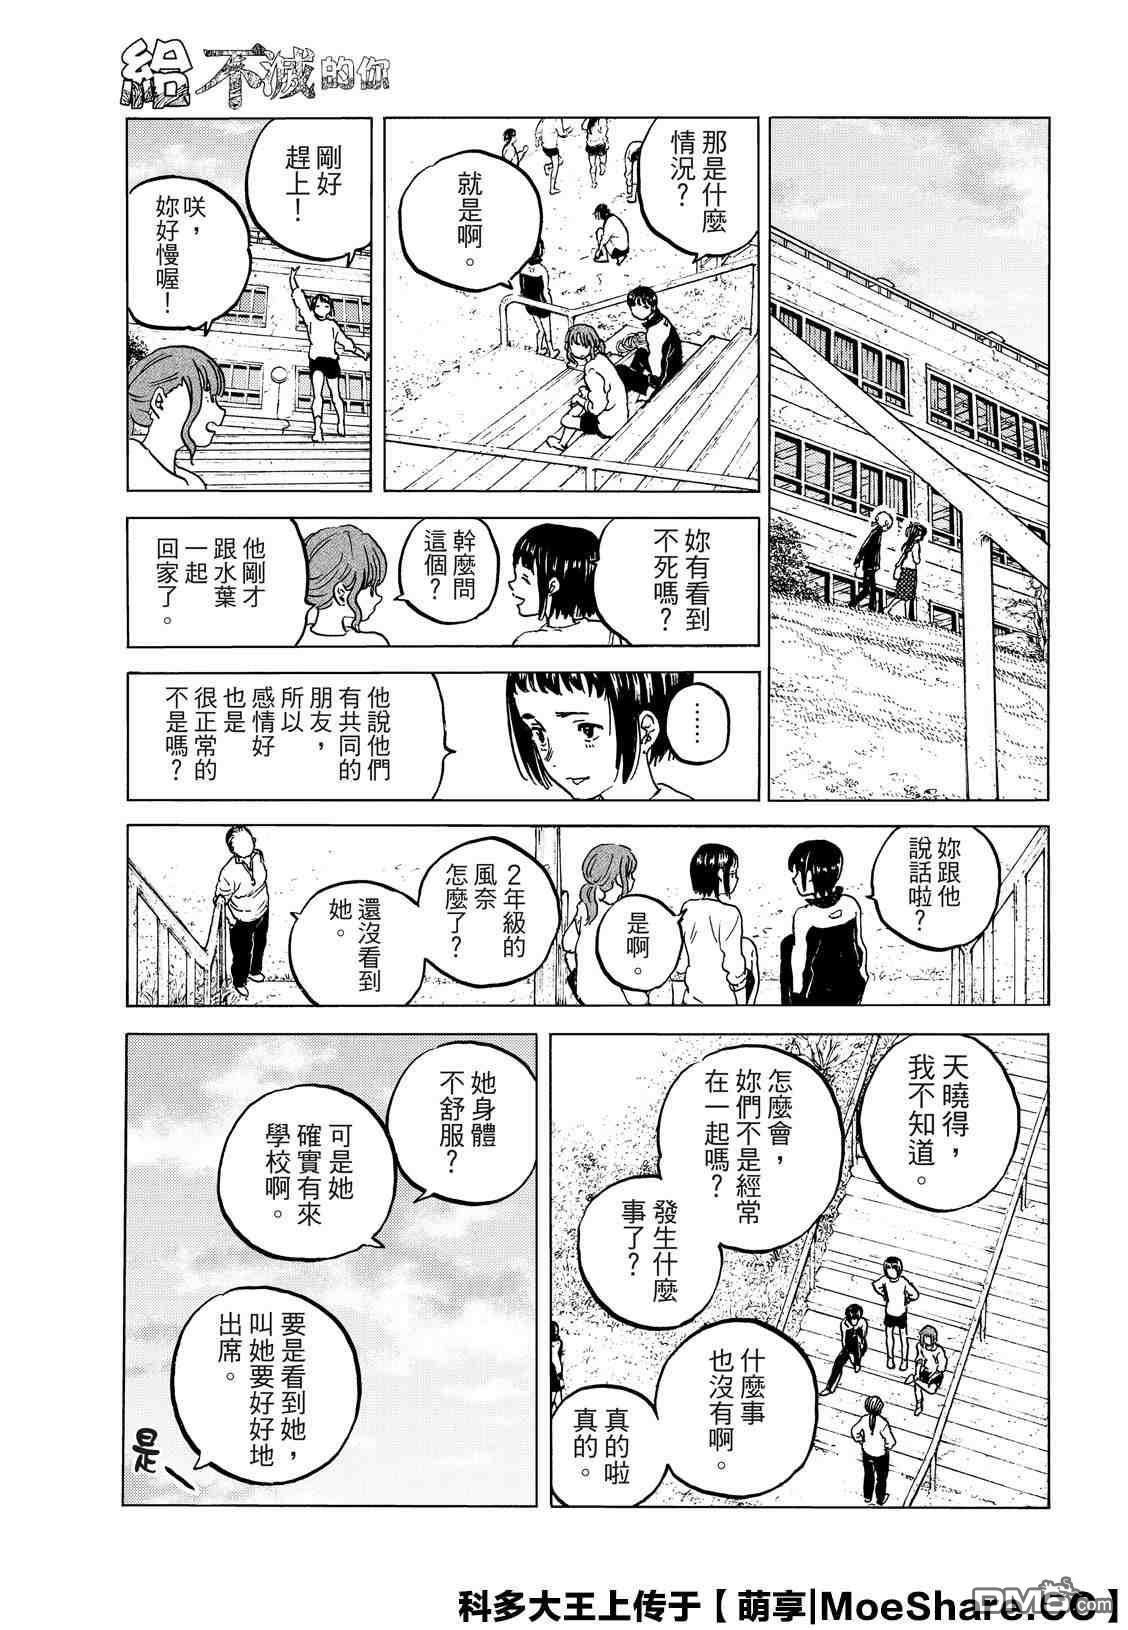 給不滅的你
那是什麼
情況？
就是啊。
剛好
趕上！
咲，
妳好慢喔！
妳有看到
不死嗎？
幹麼問
這個？
他剛才
跟水葉
一起
回家了。
……
他說他們
有共同的
朋友，
所以
感情好
也是
很正常的
不是嗎？
妳跟他
說話啦？
是啊。
2年級的
風奈
怎麼了？
還沒看到
她。
天曉得，
我不知道。
怎麼會，
妳們不是經常
在一起嗎？
發生什麼
事了？
什麼事
也沒有啊。
真的啦
真的。
她身體
不舒服？
可是她
確實有來
學校啊。
要是看到她，
叫她要好好地
出席。
是—
科多大王上传于【萌享|MoeShare.CC】
DM5.com